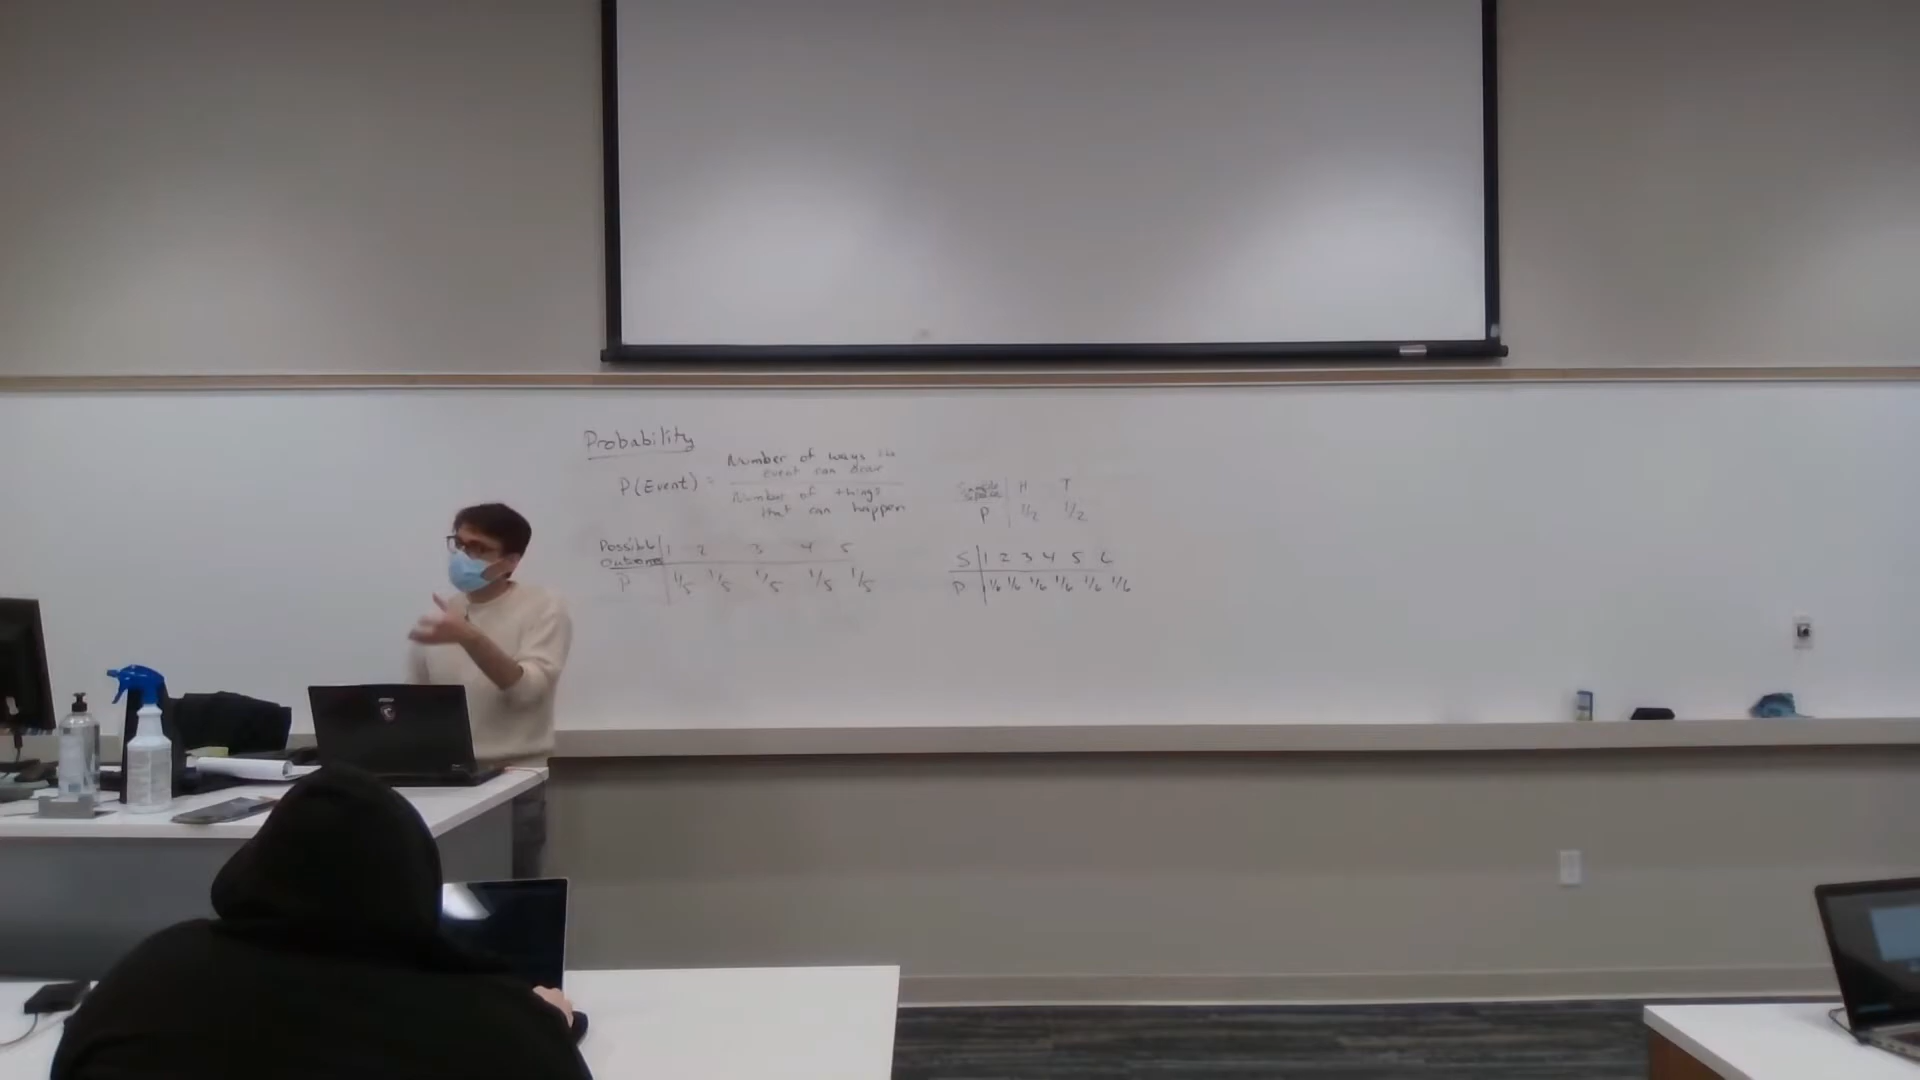 Probability
P(Event) =
Number of ways the
event can occur
Number of things
that can happen
Possible 1 2 3 4 5
Outcomes
P 1/5 1/5 1/5 1/5 1/5
Sample H T
Space
P 1/2 1/2
S 1 2 3 4 5 6
P 1/6 1/6 1/6 1/6 1/6 1/6